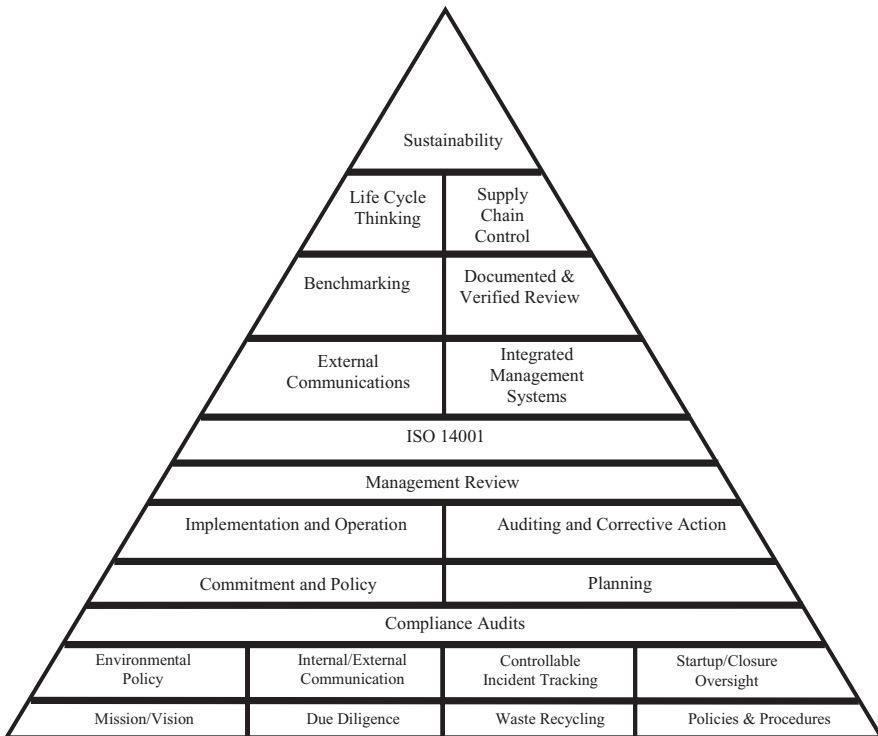 Sustainability
Life Cycle
Thinking
Supply
Chain
Control
Benchmarking
Documented &
Verified Review
External
Communications
Integrated
Management
Systems
ISO 14001
Management Review
Implementation and Operation
Auditing and Corrective Action
Commitment and Policy
Planning
Compliance Audits
Environmental
Policy
Internal/External
Communication
Controllable
Incident Tracking
Startup/Closure
Oversight
Mission/Vision
Due Diligence
Waste Recycling
Policies & Procedures